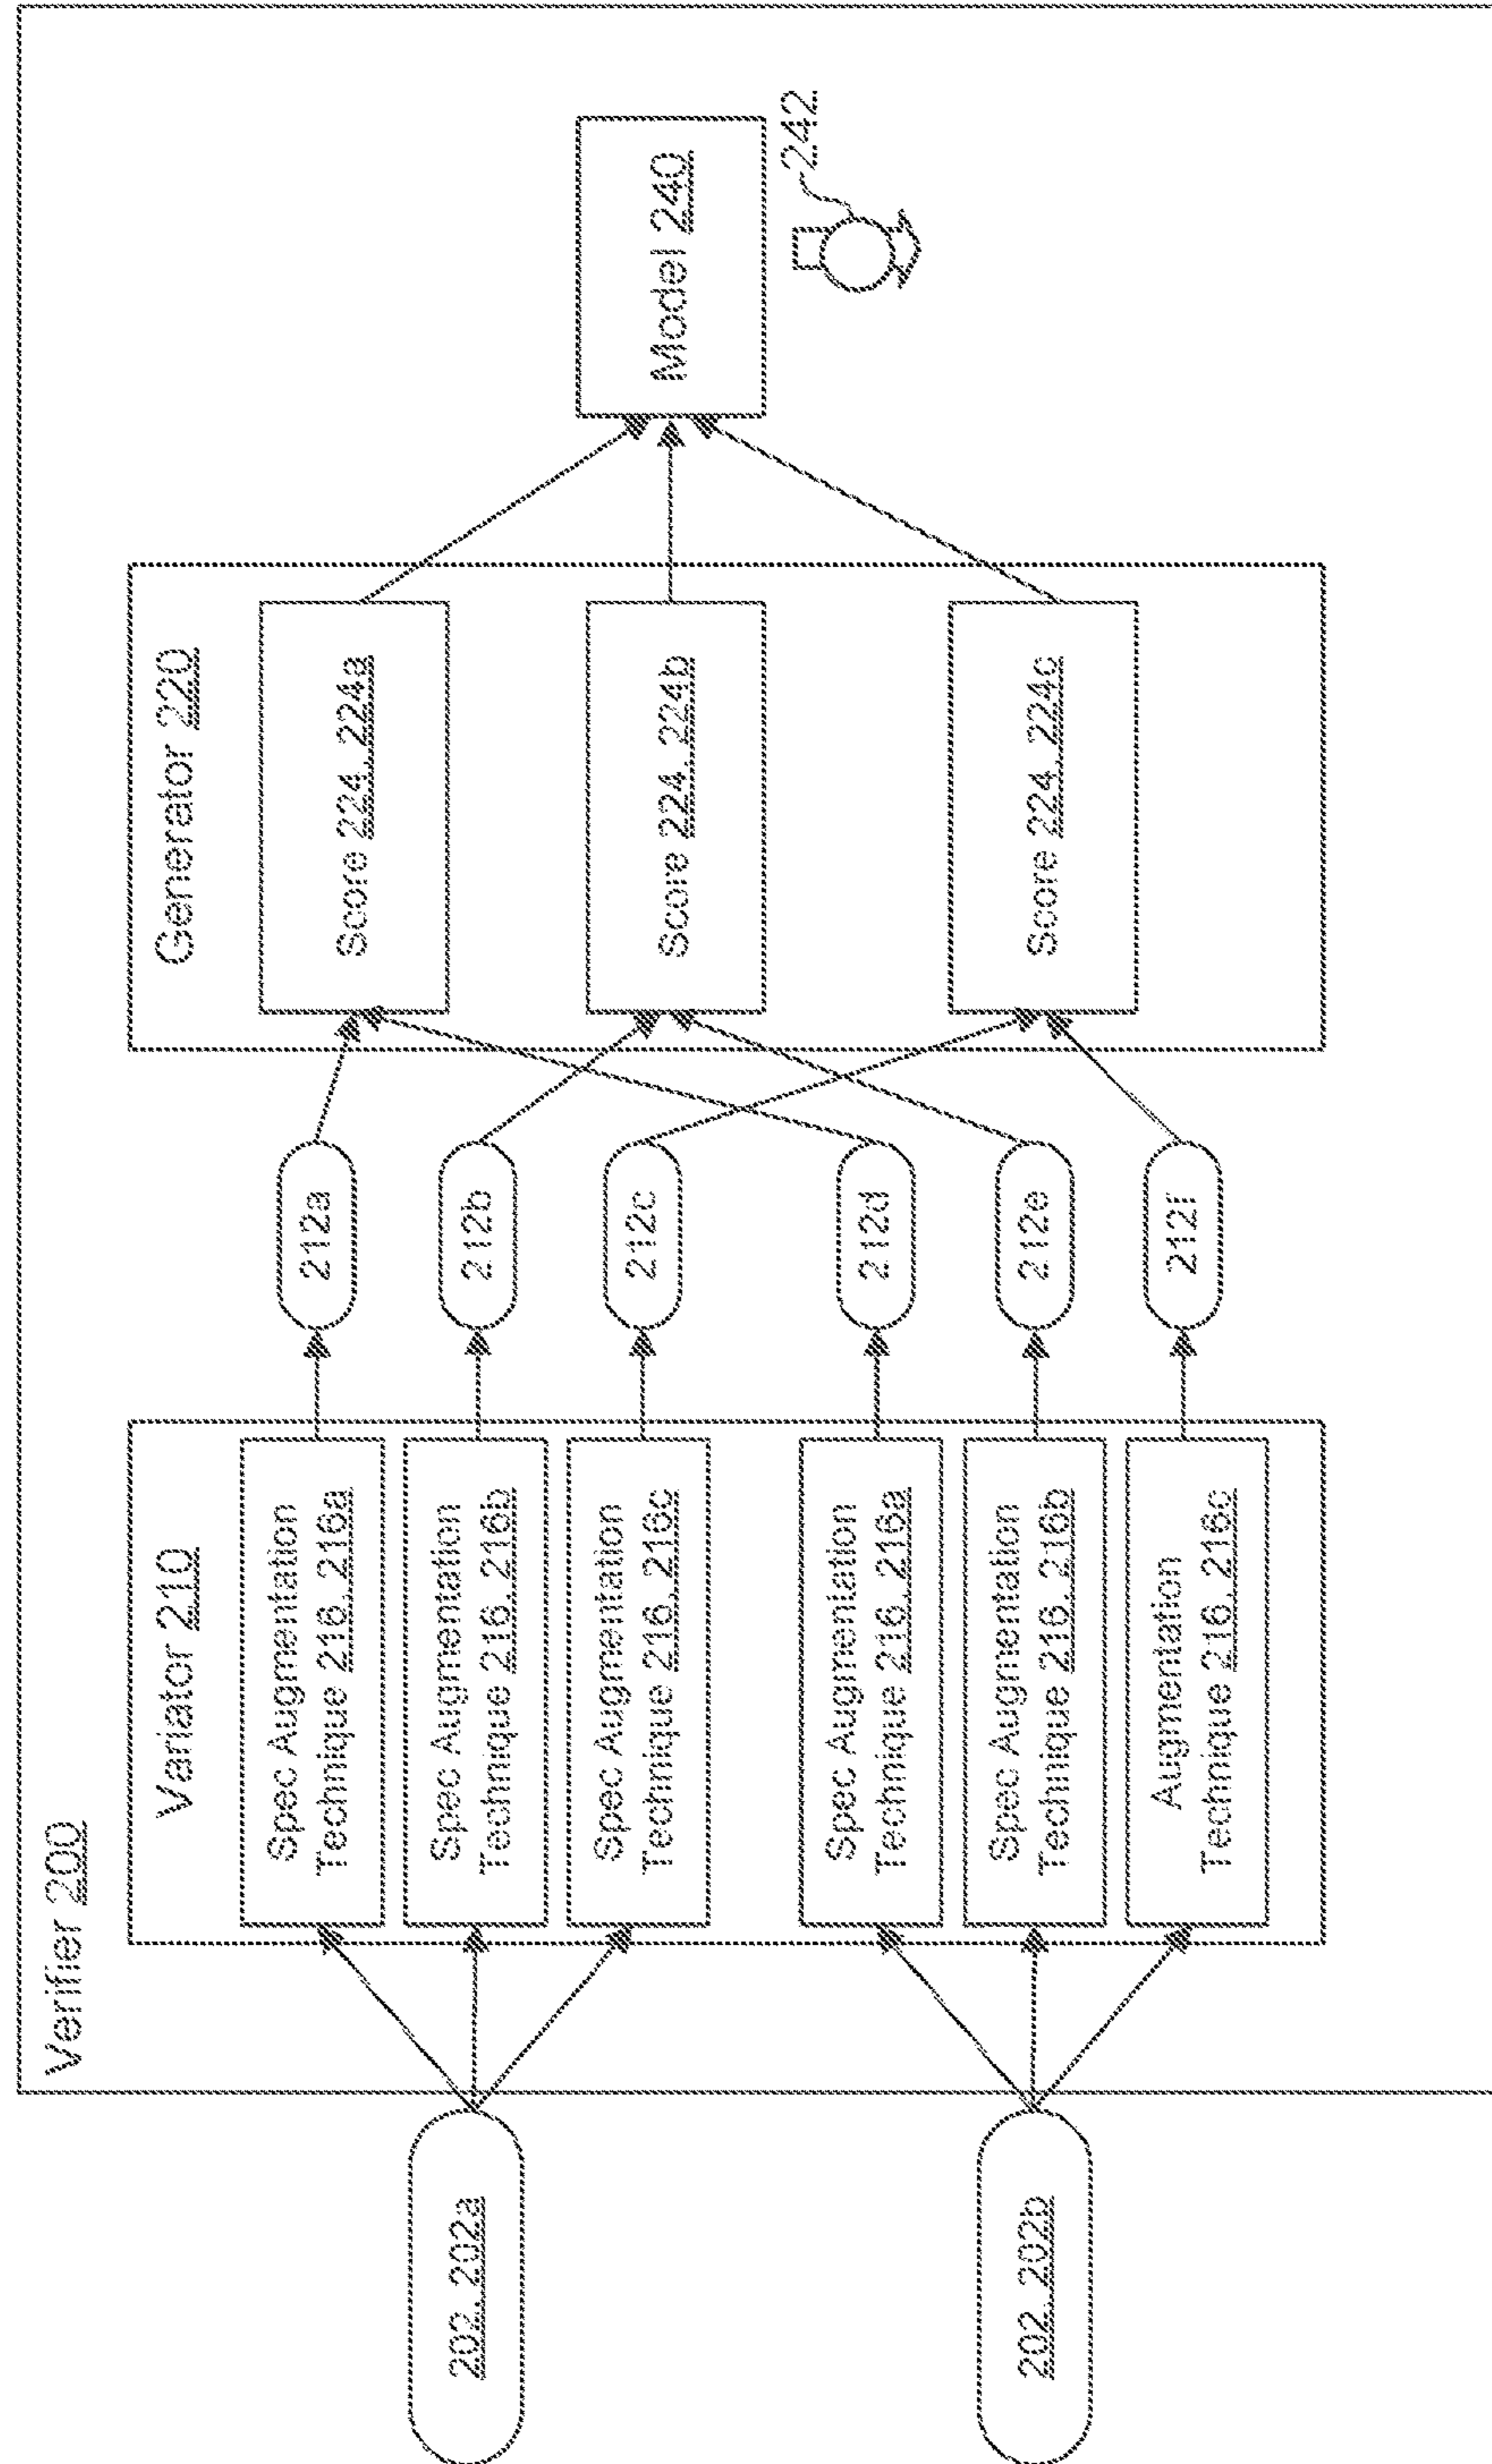 Verifier 200
202, 202a
202, 202b
Variator 210
Spec Augmentation
Technique 216, 216a
Spec Augmentation
Technique 216, 216b
Spec Augmentation
Technique 216, 216c
Spec Augmentation
Technique 216, 216a
Spec Augmentation
Technique 216, 216b
Augmentation
Technique 216, 216c
212a
212b
212c
212d
212e
212f
Generator 220
Score 224, 224a
Score 224, 224b
Score 224, 224c
Model 240
242